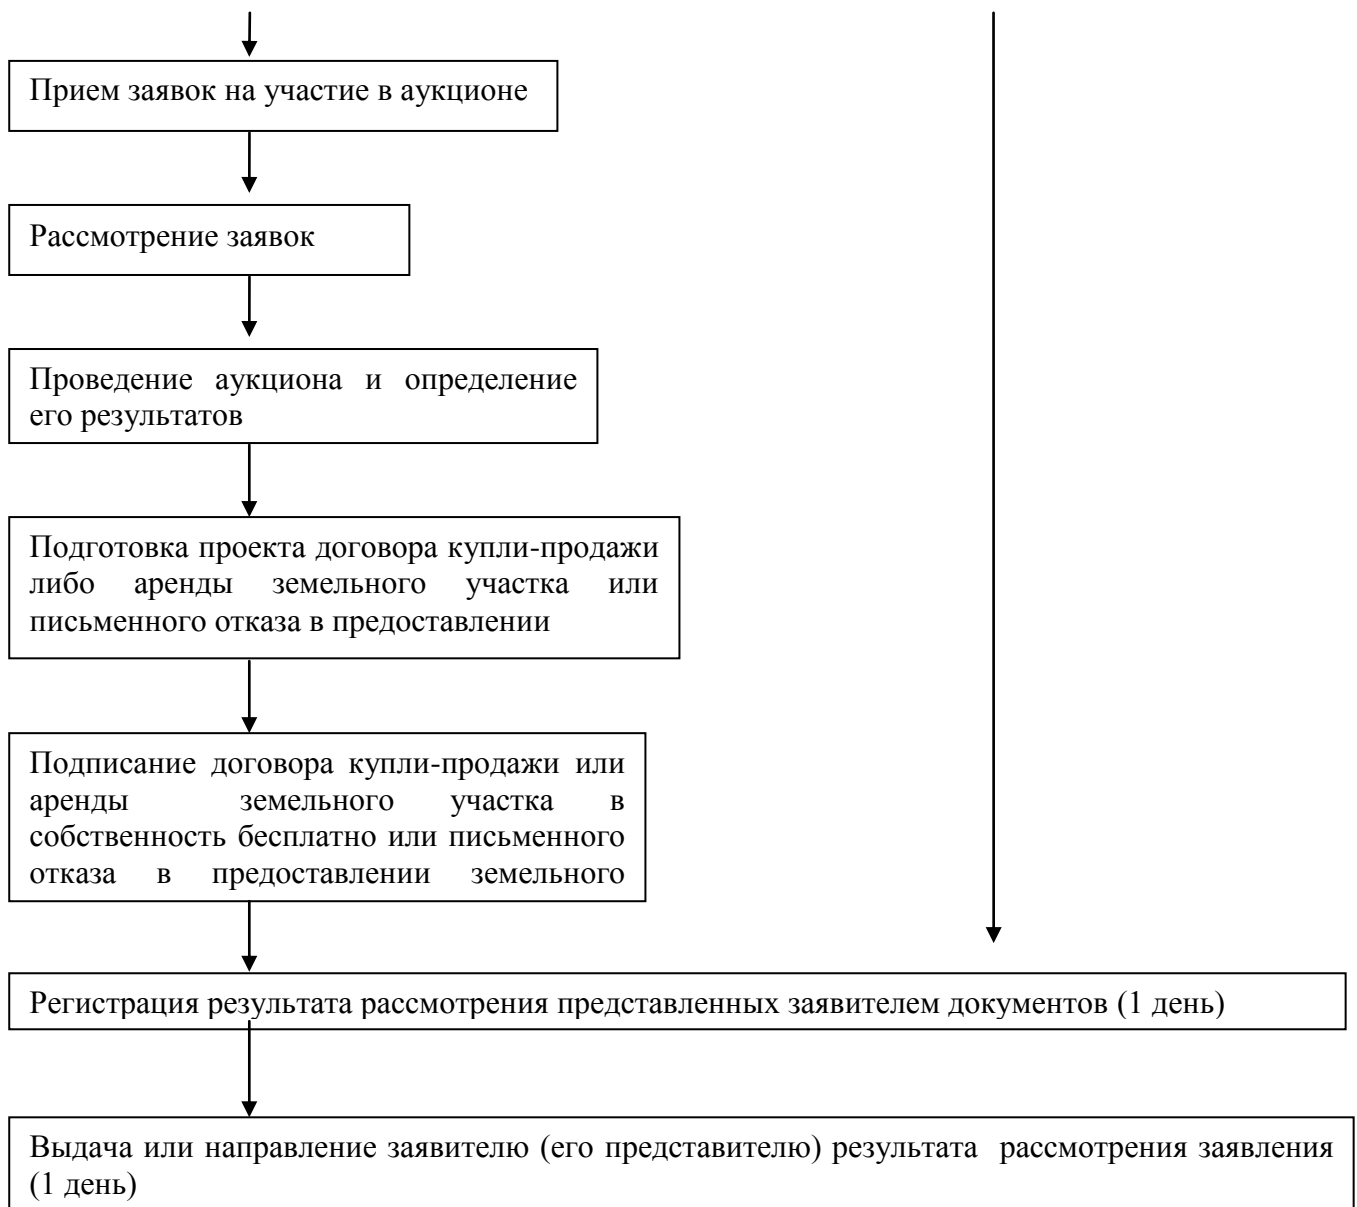 Прием заявок на участие в аукционе
Рассмотрение заявок
Проведение аукциона и определение
его результатов
Подготовка проекта договора купли-продажи
либо аренды земельного участка или
письменного отказа в предоставлении
Подписание договора купли-продажи или
аренды земельного участка в
собственность бесплатно или письменного
отказа в предоставлении земельного
Регистрация результата рассмотрения представленных заявителем документов (1 день)
Выдача или направление заявителю (его представителю) результата рассмотрения заявления
(1 день)